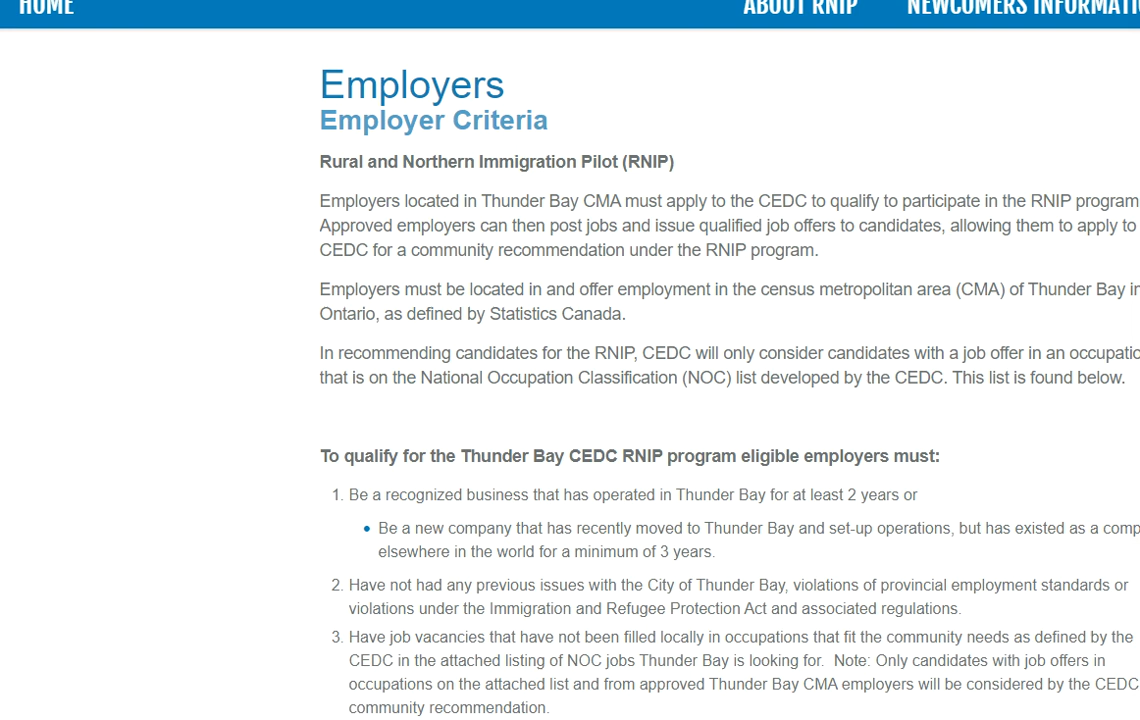 HOME ABOUT RNIP NEWCOMERS
Employers
Employer Criteria
Rural and Northern Immigration Pilot (RNIP)
Employers located in Thunder Bay CMA must apply to the CEDC to qualify to participate in the RNIP program
Approved employers can then post jobs and issue qualified job offers to candidates, allowing them to apply to
CEDC for a community recommendation under the RNIP program.
Employers must be located in and offer employment in the census metropolitan area (CMA) of Thunder Bay in
Ontario, as defined by Statistics Canada.
In recommending candidates for the RNIP, CEDC will only consider candidates with a job offer in an
that is on the National Occupation Classification (NOC) list developed by the CEDC. This list is found below.
To qualify for the Thunder Bay CEDC RNIP program eligible employers must:
1. Be a recognized business that has operated in Thunder Bay for at least 2 years or
• Be a new company that has recently moved to Thunder Bay and set-up operations, but has existed as a
elsewhere in the world for a minimum of 3 years.
2. Have not had any previous issues with the City of Thunder Bay, violations of provincial employment standards or
violations under the Immigration and Refugee Protection Act and associated regulations.
3. Have job vacancies that have not been filled locally in occupations that fit the community needs as defined by the
CEDC in the attached listing of NOC jobs Thunder Bay is looking for. Note: Only candidates with job offers in
occupations on the attached list and from approved Thunder Bay CMA employers will be considered by the CEDC
community recommendation.